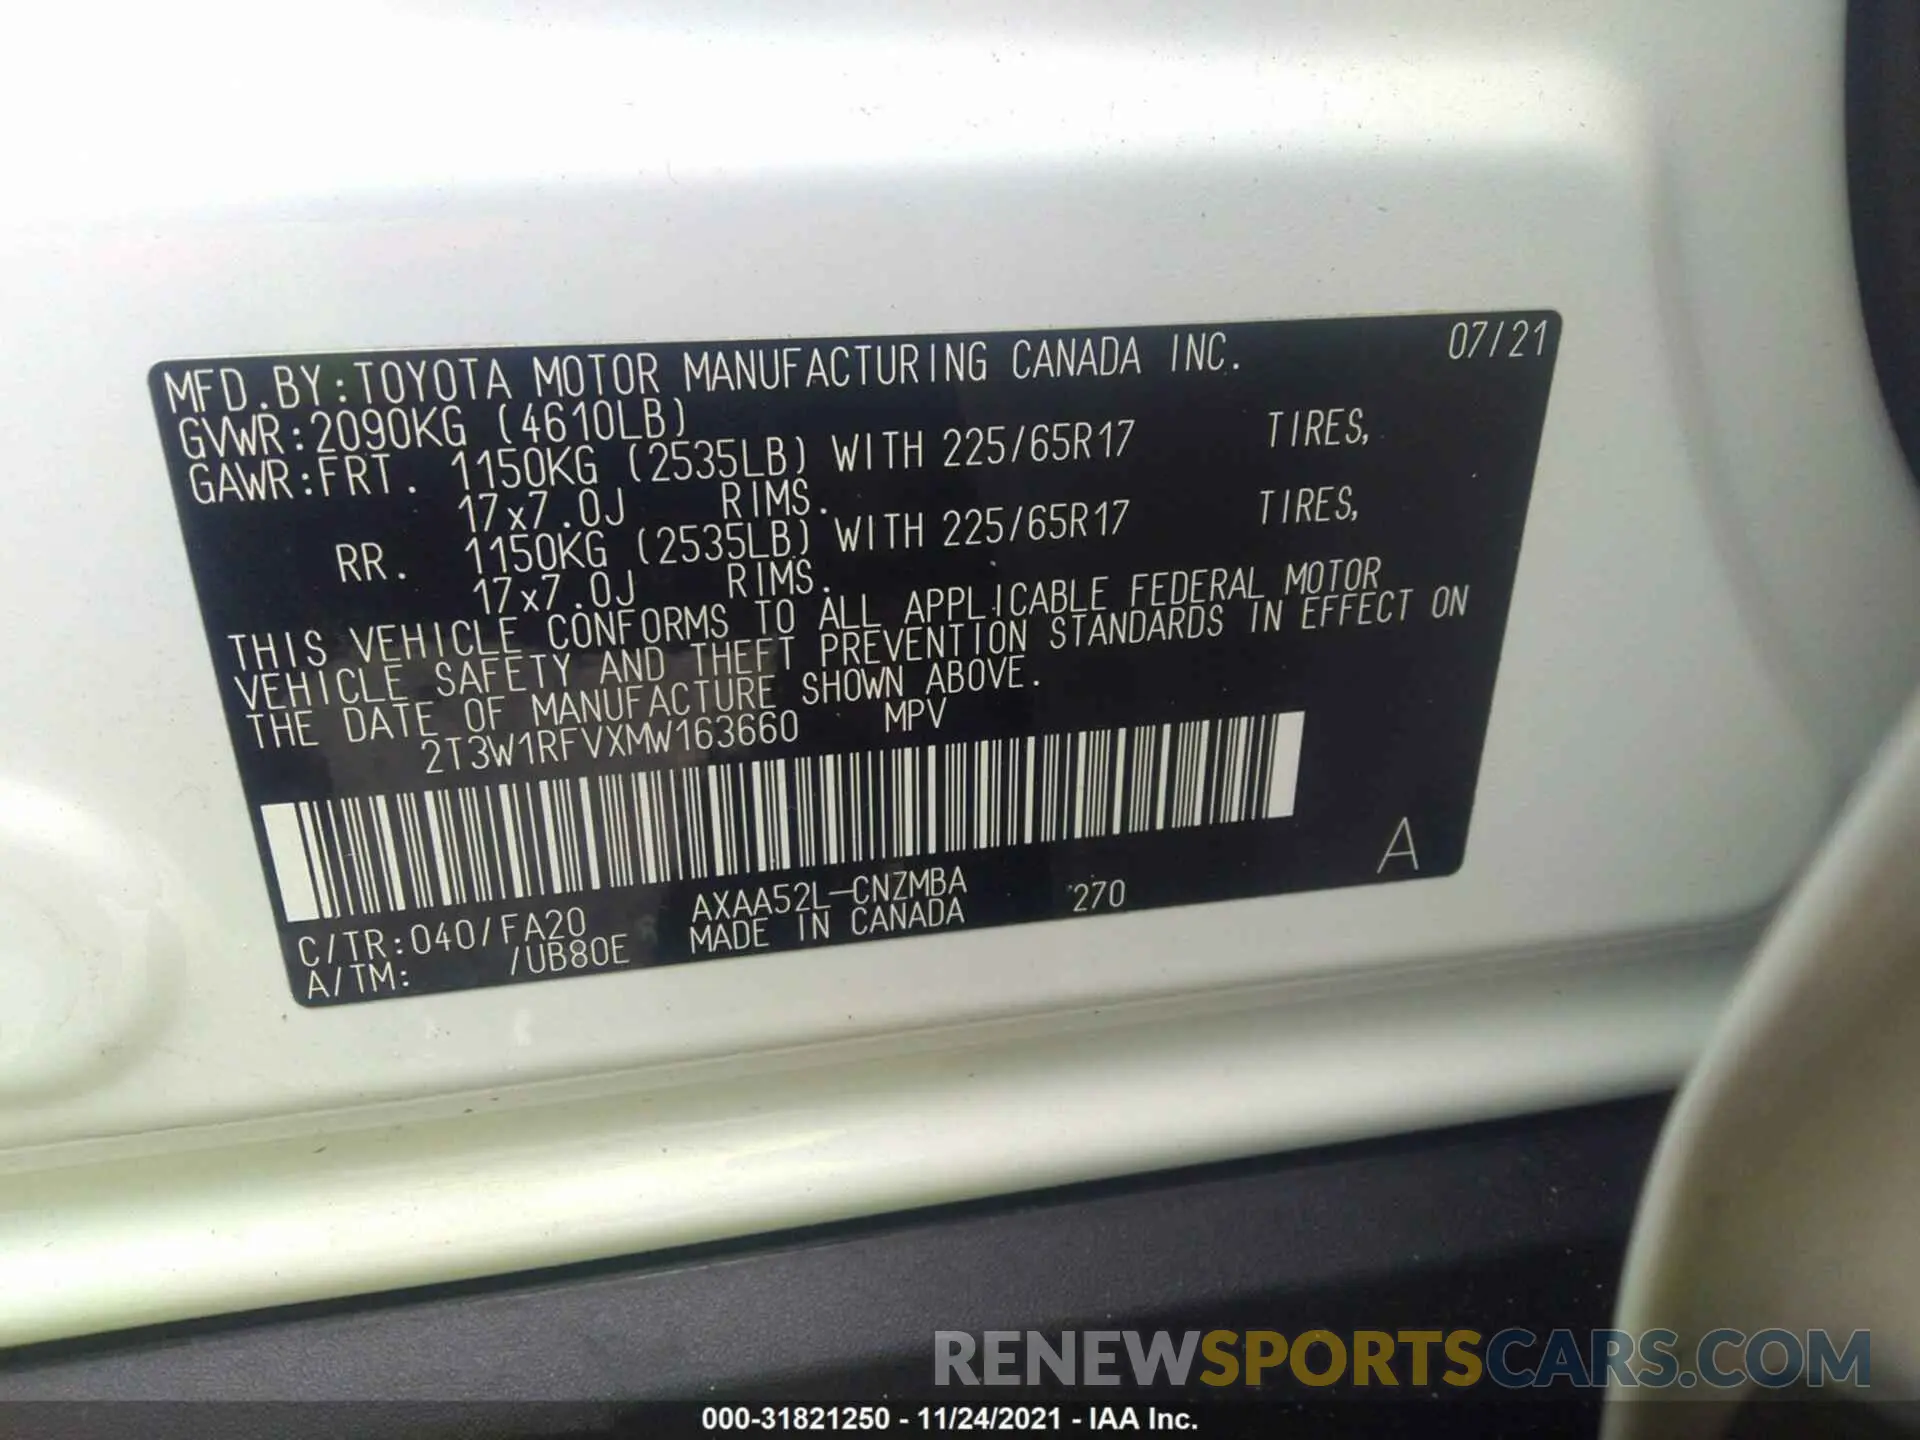 MFD.BY:TOYOTA MOTOR MANUFACTURING CANADA INC. 07/21
GVWR:2090KG (4610LB)
GAWR:FRT. 1150KG (2535LB) WITH 225/65R17 TIRES,
17x7.0J RIMS.
RR. 1150KG (2535LB) WITH 225/65R17 TIRES,
17x7.0J RIMS.
THIS VEHICLE CONFORMS TO ALL APPLICABLE FEDERAL MOTOR
VEHICLE SAFETY AND THEFT PREVENTION STANDARDS IN EFFECT ON
THE DATE OF MANUFACTURE SHOWN ABOVE.
2T3W1RFVXMW163660 MPV
A
C/TR:040/FA20 AXAA52L-CNZMBA 270
A/TM: /UB80E MADE IN CANADA
RENEWSPORTSCARS.COM
000-31821250 - 11/24/2021 - IAA Inc.